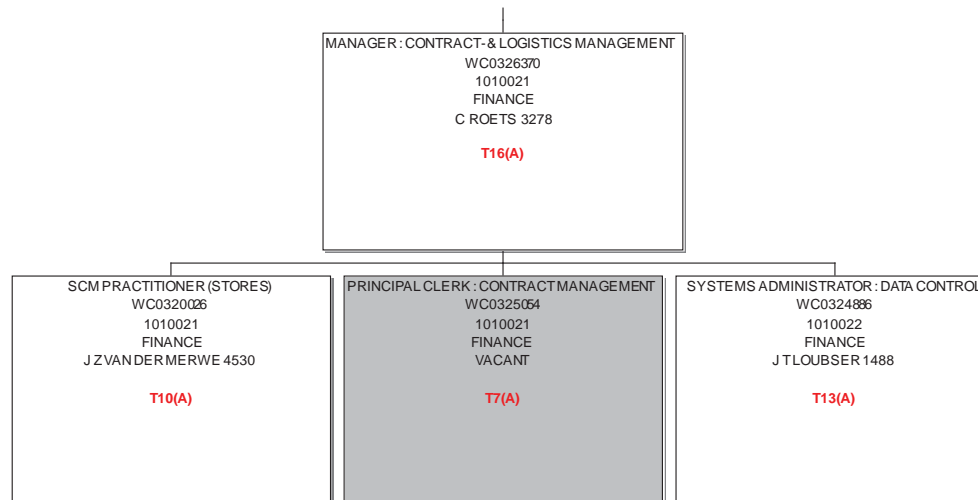 MANAGER : CONTRACT- & LOGISTICS MANAGEMENT
WC0326370
1010021
FINANCE
C ROETS 3278
T16(A)
SCM PRACTITIONER (STORES)
WC0320026
1010021
FINANCE
J Z VAN DER MERWE 4530
T10(A)
PRINCIPAL CLERK : CONTRACT MANAGEMENT
WC0325054
1010021
FINANCE
VACANT
T7(A)
SYSTEMS ADMINISTRATOR : DATA CONTROL
WC0324886
1010022
FINANCE
J T LOUBSER 1488
T13(A)